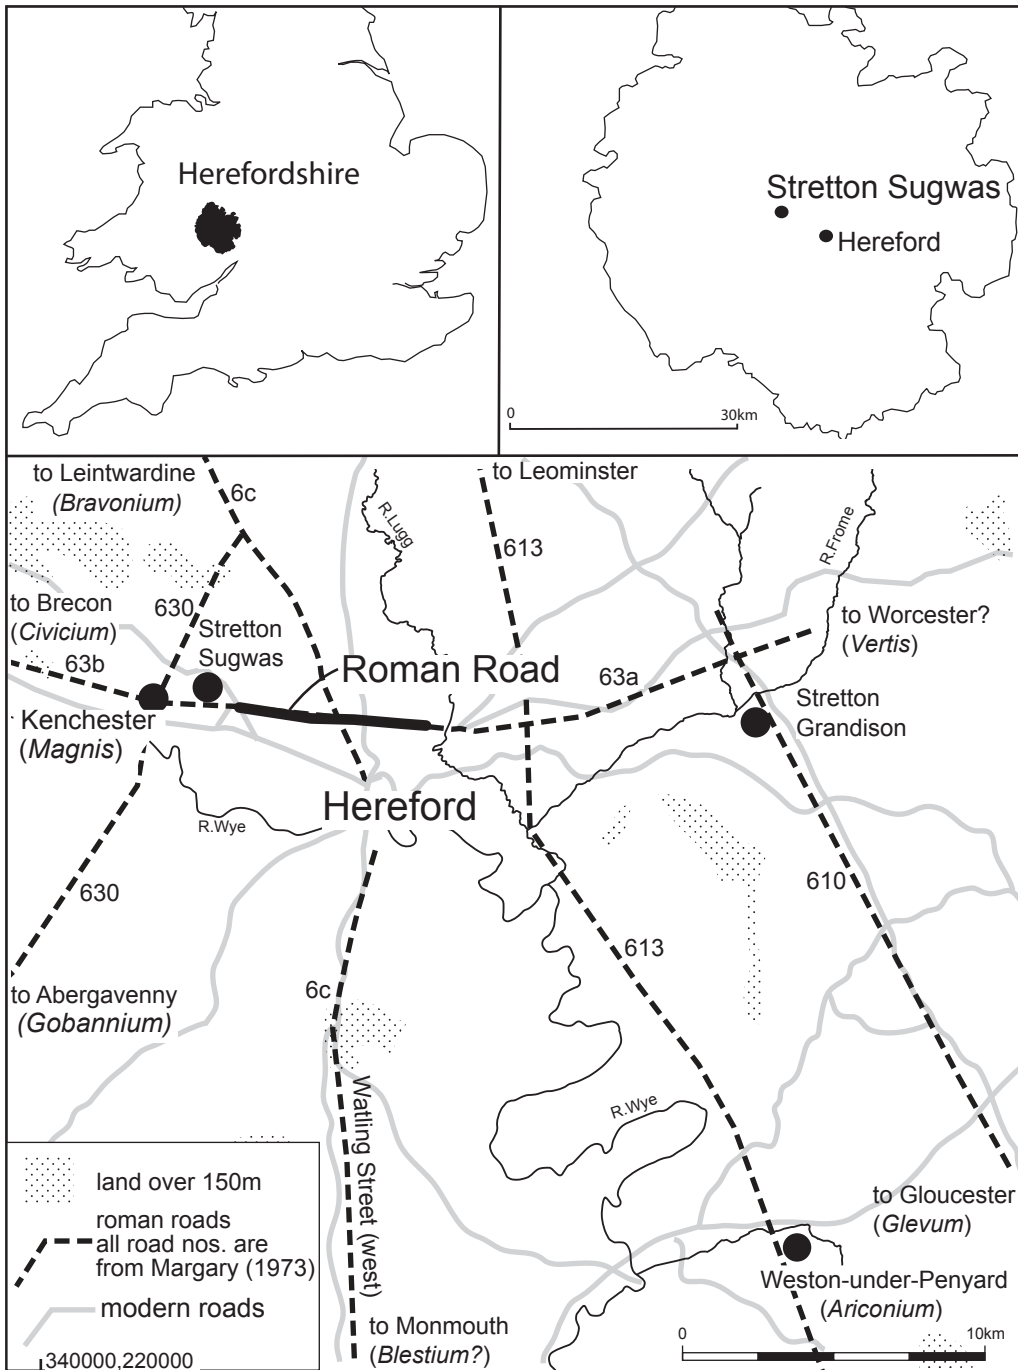 Herefordshire
Stretton Sugwas
Hereford
0
30km
to Leintwardine
(Bravonium)
6c
to Leominster
R.Lugg
613
R.Frome
to Brecon
(Civicium)
630
Stretton
Sugwas
63b
to Worcester?
(Vertis)
Roman Road
63a
Kenchester
(Magnis)
Stretton
Grandison
Hereford
R.Wye
630
610
613
to Abergavenny
(Gobannium)
6c
Watling Street (west)
R.Wye
land over 150m
roman roads
all road nos. are
from Margary (1973)
modern roads
340000,220000
to Gloucester
(Glevum)
Weston-under-Penyard
(Ariconium)
to Monmouth
(Blestium?)
0
10km